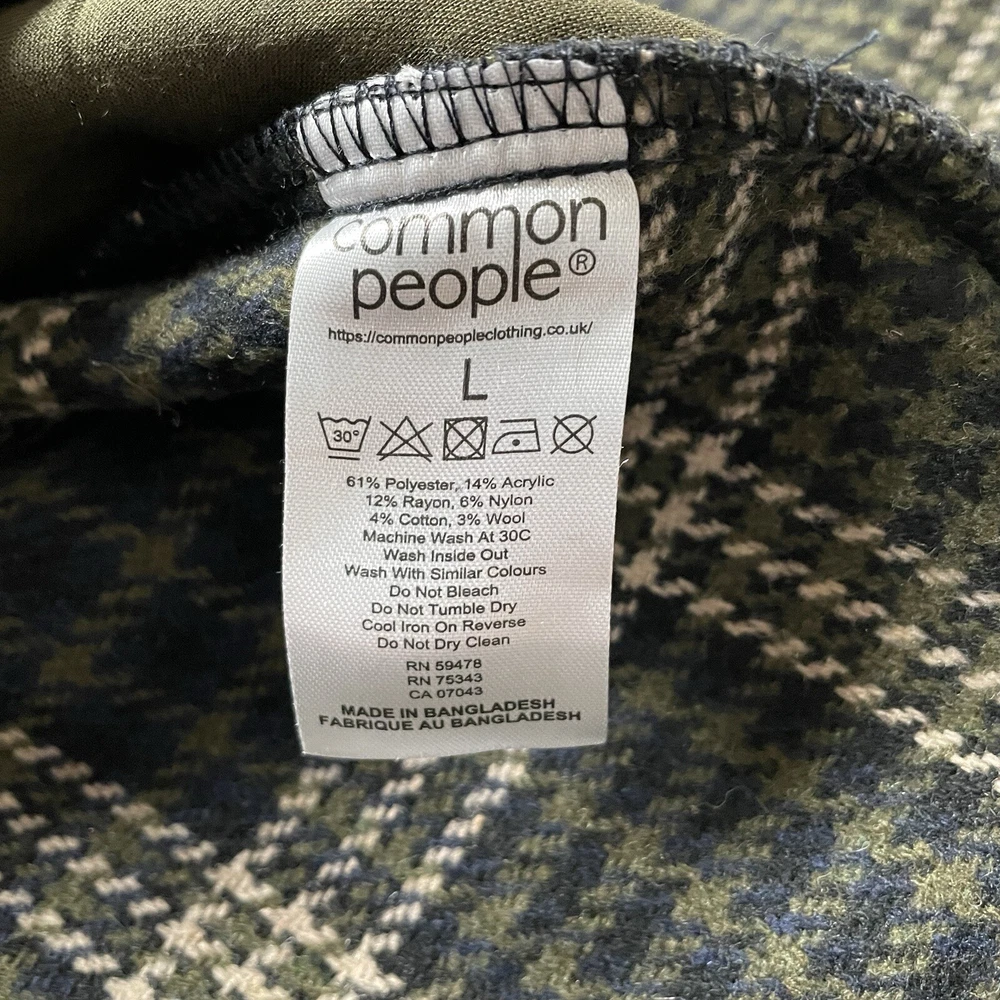 common
people®
https://commonpeopleclothing.co.uk/
L
30°
61% Polyester, 14% Acrylic
12% Rayon, 6% Nylon
4% Cotton, 3% Wool
Machine Wash At 30C
Wash Inside Out
Wash With Similar Colours
Do Not Bleach
Do Not Tumble Dry
Cool Iron On Reverse
Do Not Dry Clean
RN 59478
RN 75343
CA 07043
MADE IN BANGLADESH
FABRIQUE AU BANGLADESH